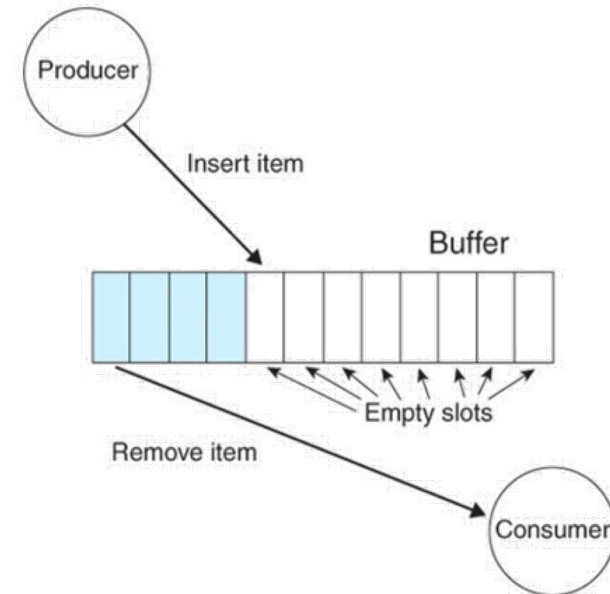 Producer
Insert item
Buffer
Empty slots
Remove item
Consumer